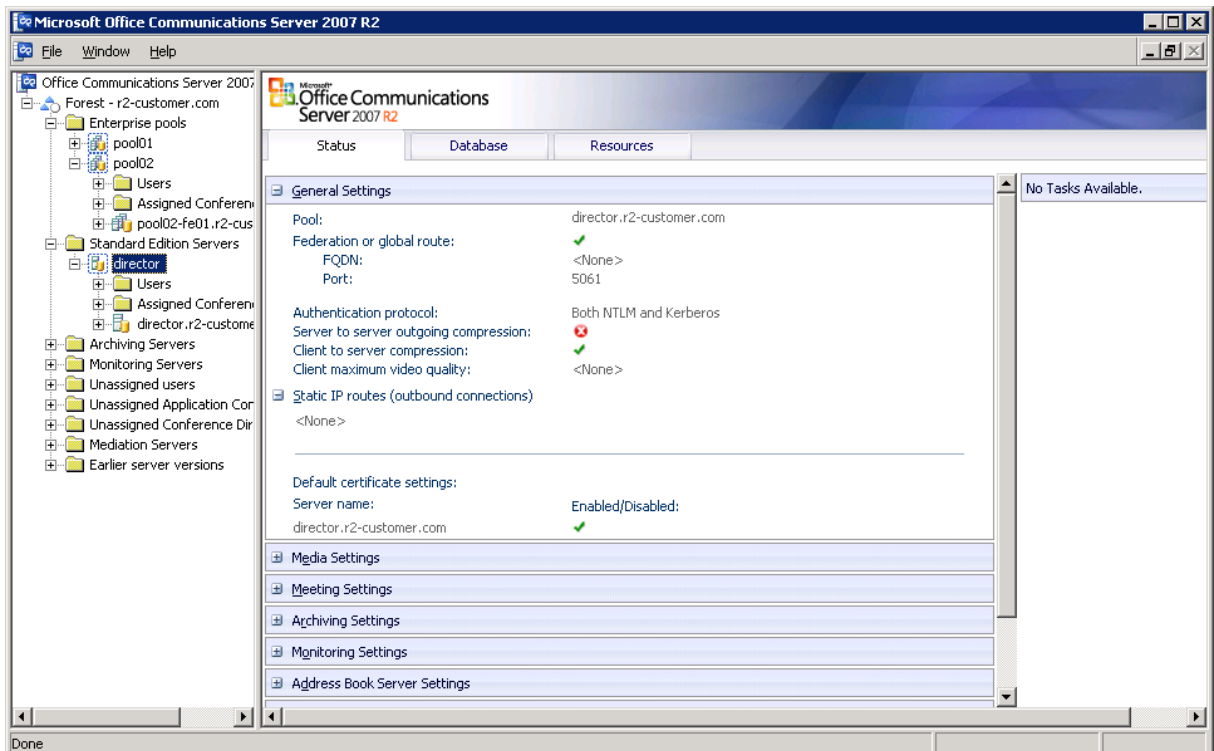 Microsoft Office Communications Server 2007 R2
File Window Help
Office Communications Server 2007
Forest - r2-customer.com
Enterprise pools
pool01
pool02
Users
Assigned Conferen
pool02-fe01.r2-cus
Standard Edition Servers
director
Users
Assigned Conferen
director.r2-custome
Archiving Servers
Monitoring Servers
Unassigned users
Unassigned Application Cor
Unassigned Conference Dir
Mediation Servers
Earlier server versions
Microsoft
Office Communications
Server 2007 R2
Status Database Resources
General Settings
Pool: director.r2-customer.com
Federation or global route:
FQDN: <None>
Port: 5061
Authentication protocol: Both NTLM and Kerberos
Server to server outgoing compression:
Client to server compression:
Client maximum video quality: <None>
Static IP routes (outbound connections)
<None>
Default certificate settings:
Server name: Enabled/Disabled:
director.r2-customer.com
Media Settings
Meeting Settings
Archiving Settings
Monitoring Settings
Address Book Server Settings
No Tasks Available.
Done